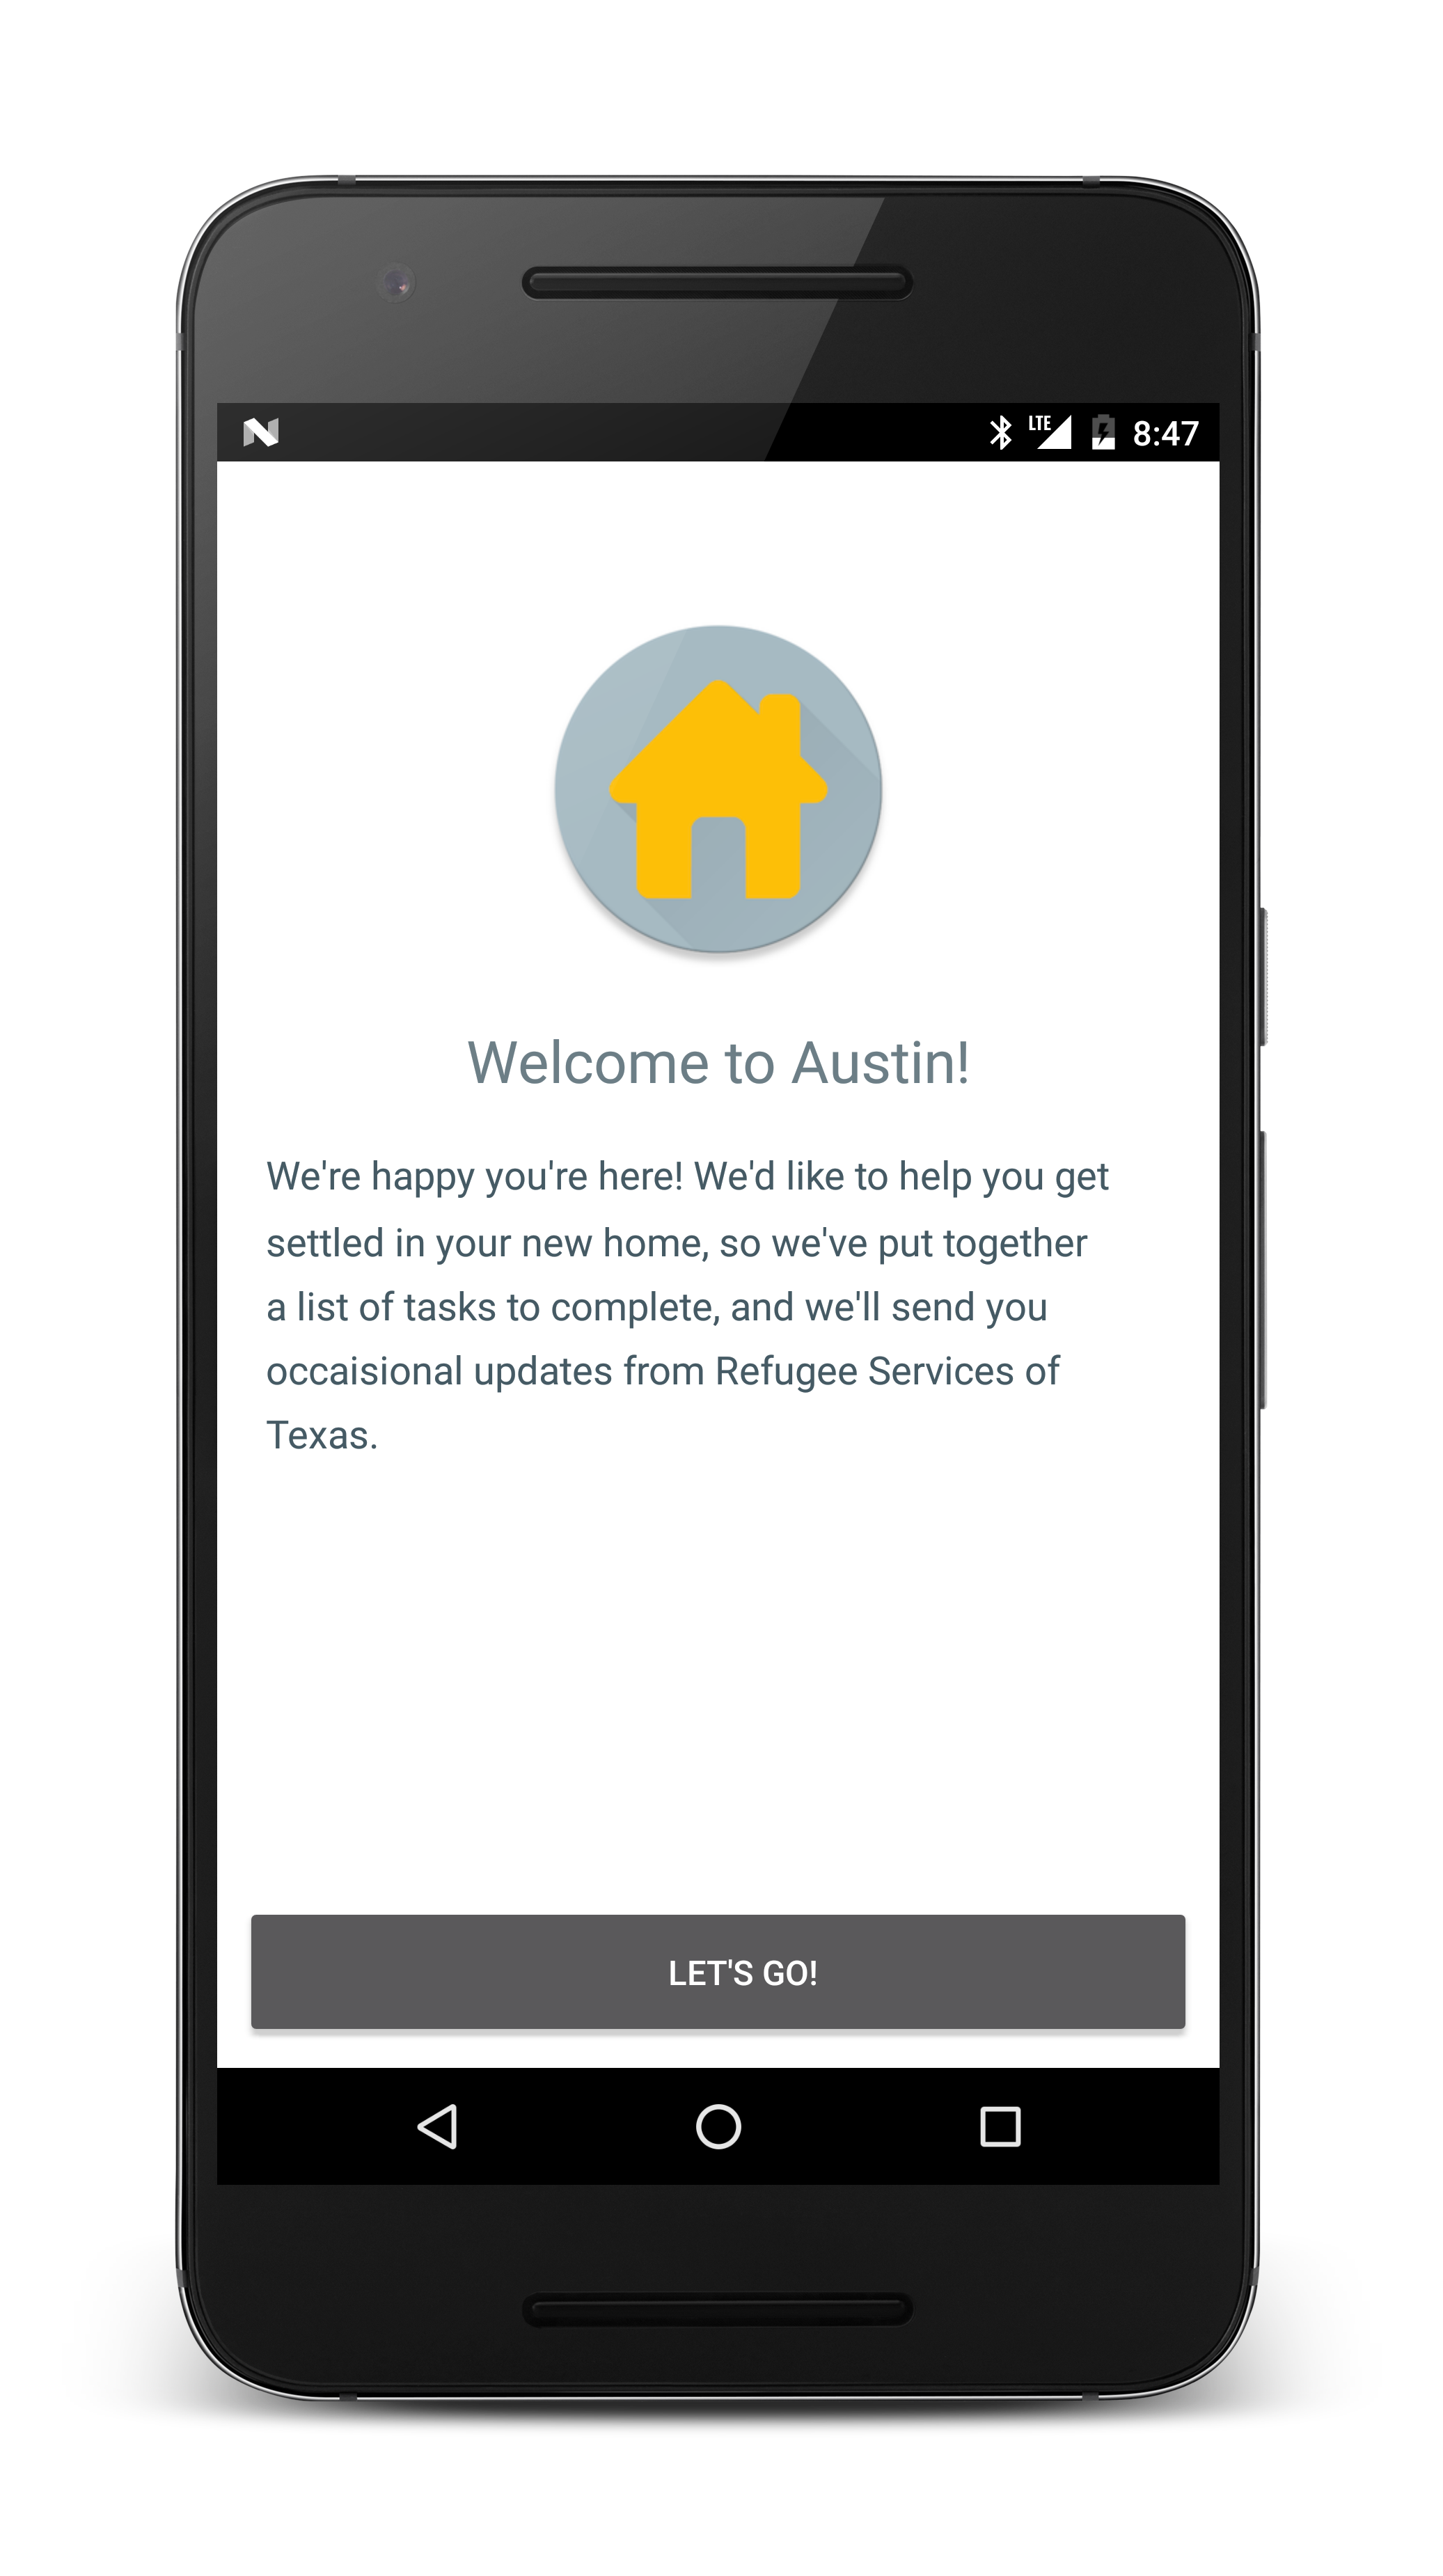 LTE 8:47
Welcome to Austin!
We're happy you're here! We'd like to help you get
settled in your new home, so we've put together
a list of tasks to complete, and we'll send you
occaisional updates from Refugee Services of
Texas.
LET'S GO!